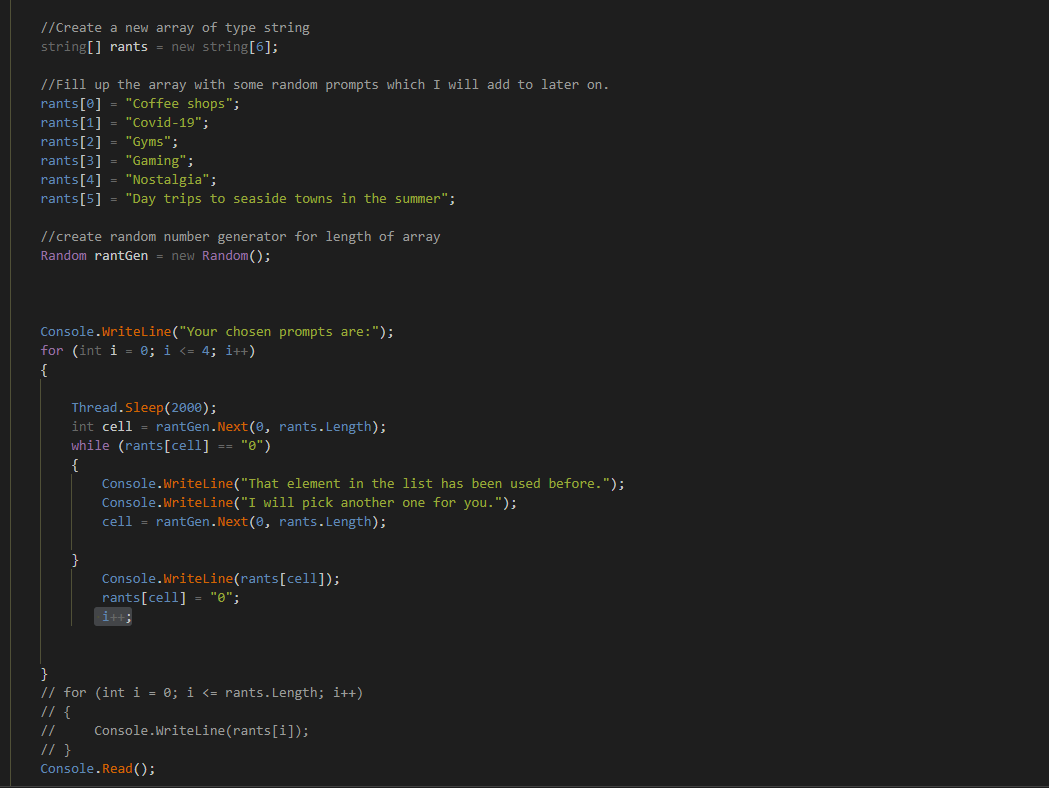 //Create a new array of type string
string[] rants = new string[6];
//Fill up the array with some random prompts which I will add to later on.
rants[0] = "Coffee shops";
rants[1] = "Covid-19";
rants[2] = "Gyms";
rants[3] = "Gaming";
rants[4] = "Nostalgia";
rants[5] = "Day trips to seaside towns in the summer";
//create random number generator for length of array
Random rantGen = new Random();
Console.WriteLine("Your chosen prompts are:");
for (int i = 0; i <= 4; i++)
{
Thread.Sleep(2000);
int cell = rantGen.Next(0, rants.Length);
while (rants[cell] == "0")
{
Console.WriteLine("That element in the list has been used before.");
Console.WriteLine("I will pick another one for you.");
cell = rantGen.Next(0, rants.Length);
}
Console.WriteLine(rants[cell]);
rants[cell] = "0";
i++;
}
// for (int i = 0; i <= rants.Length; i++)
// {
//     Console.WriteLine(rants[i]);
// }
Console.Read();